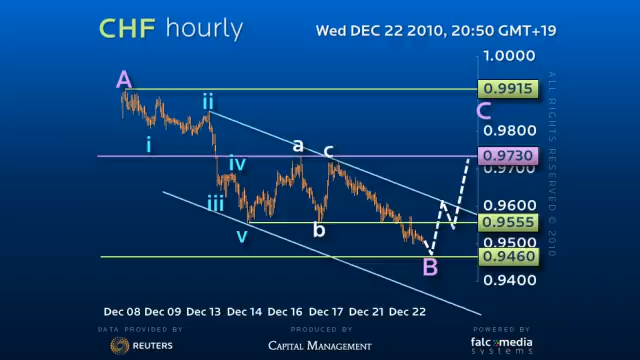 CHF hourly
Wed DEC 22 2010, 20:50 GMT+19
1.0000
A
0.9915
ii
C
i
0.9800
a
c
iv
0.9730
0.9700
iii
0.9600
0.9555
v
b
0.9500
B
0.9460
0.9400
Dec 08 Dec 09 Dec 13 Dec 14 Dec 16 Dec 17 Dec 21 Dec 22
ALL RIGHTS RESERVED © 2010
DATA PROVIDED BY
REUTERS
PRODUCED BY
CAPITAL MANAGEMENT
POWERED BY
falc media
systems